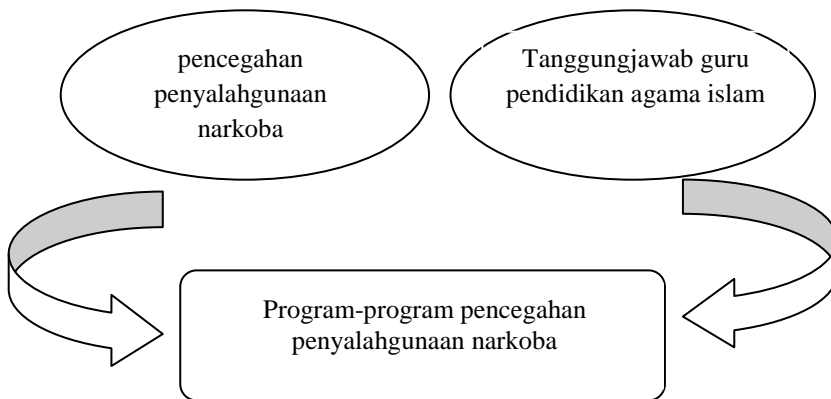 pencegahan
penyalahgunaan
narkoba
Tanggungjawab guru
pendidikan agama islam
Program-program pencegahan
penyalahgunaan narkoba